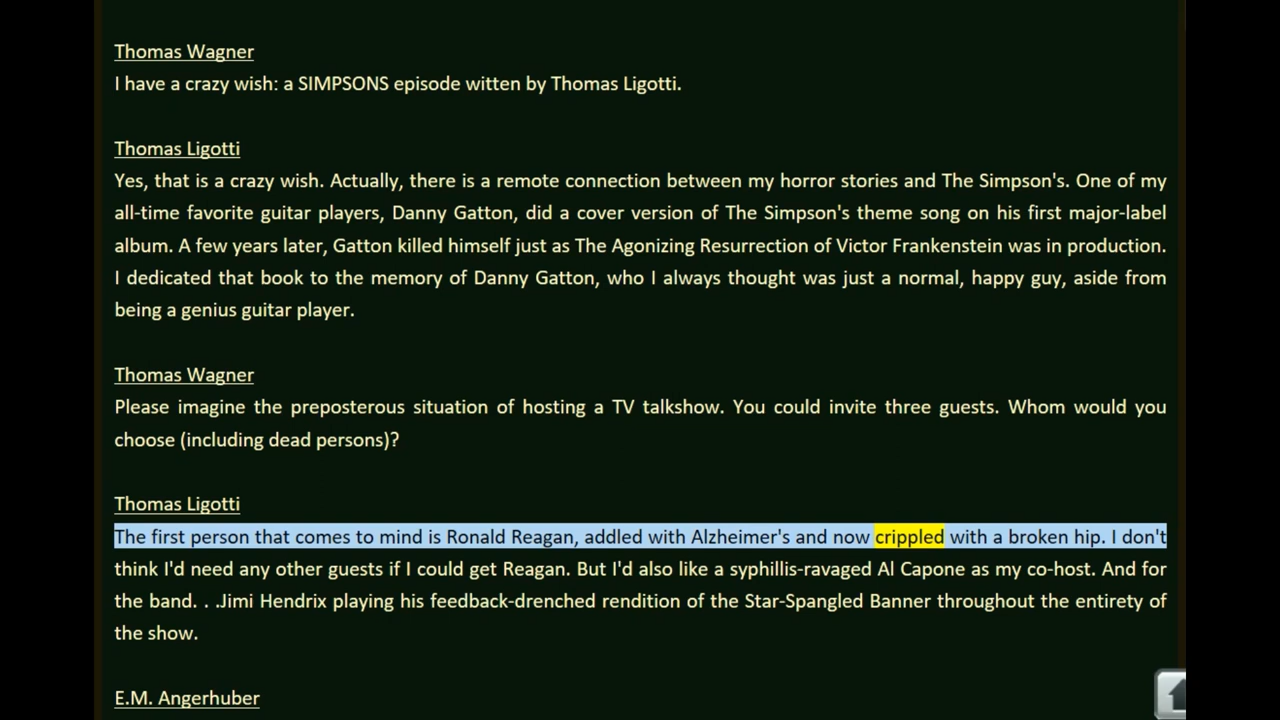 Thomas Wagner
I have a crazy wish: a SIMPSONS episode witten by Thomas Ligotti.
Thomas Ligotti
Yes, that is a crazy wish. Actually, there is a remote connection between my horror stories and The Simpson's. One of my
all-time favorite guitar players, Danny Gatton, did a cover version of The Simpson's theme song on his first major-label
album. A few years later, Gatton killed himself just as The Agonizing Resurrection of Victor Frankenstein was in production.
I dedicated that book to the memory of Danny Gatton, who I always thought was just a normal, happy guy, aside from
being a genius guitar player.
Thomas Wagner
Please imagine the preposterous situation of hosting a TV talkshow. You could invite three guests. Whom would you
choose (including dead persons)?
Thomas Ligotti
The first person that comes to mind is Ronald Reagan, addled with Alzheimer's and now crippled with a broken hip. I don't
think I'd need any other guests if I could get Reagan. But I'd also like a syphillis-ravaged Al Capone as my co-host. And for
the band. . .Jimi Hendrix playing his feedback-drenched rendition of the Star-Spangled Banner throughout the entirety of
the show.
E.M. Angerhuber